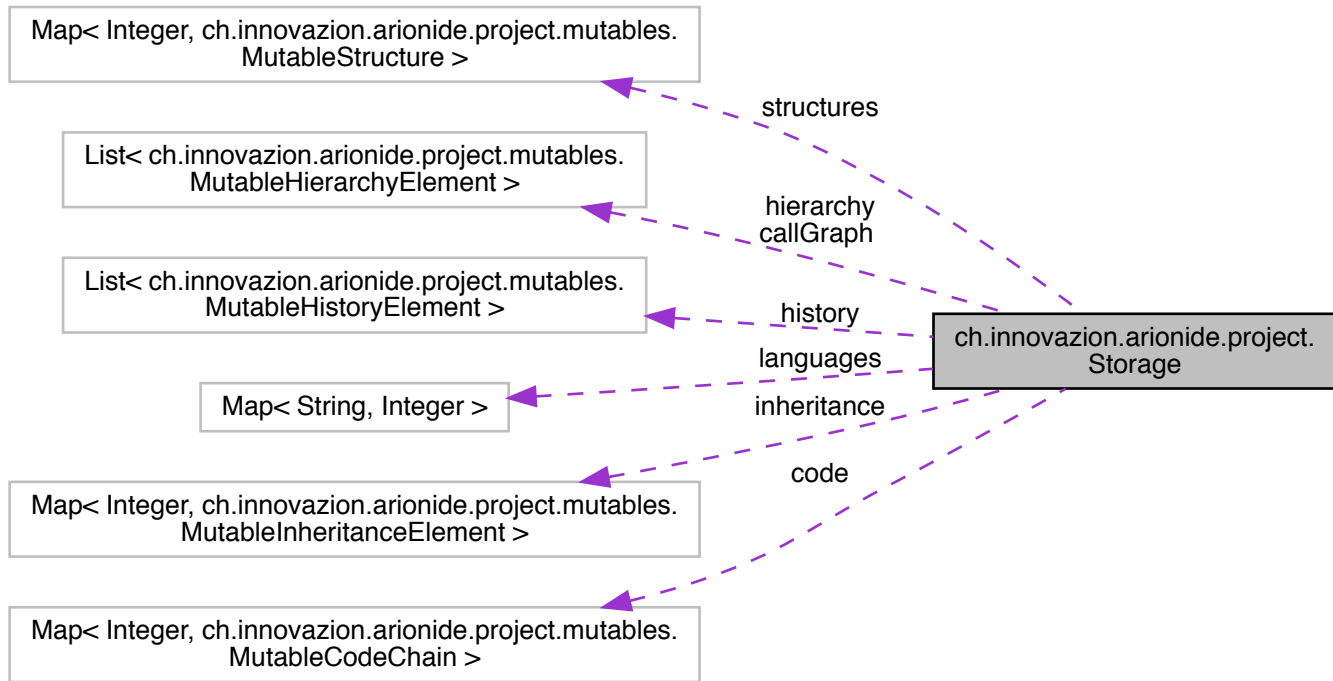 Map< Integer, ch.innovazion.arionide.project.mutables.
MutableStructure >
structures
List< ch.innovazion.arionide.project.mutables.
MutableHierarchyElement >
hierarchy
callGraph
List< ch.innovazion.arionide.project.mutables.
MutableHistoryElement >
history
ch.innovazion.arionide.project.
Storage
languages
Map< String, Integer >
inheritance
Map< Integer, ch.innovazion.arionide.project.mutables.
MutableInheritanceElement >
code
Map< Integer, ch.innovazion.arionide.project.mutables.
MutableCodeChain >